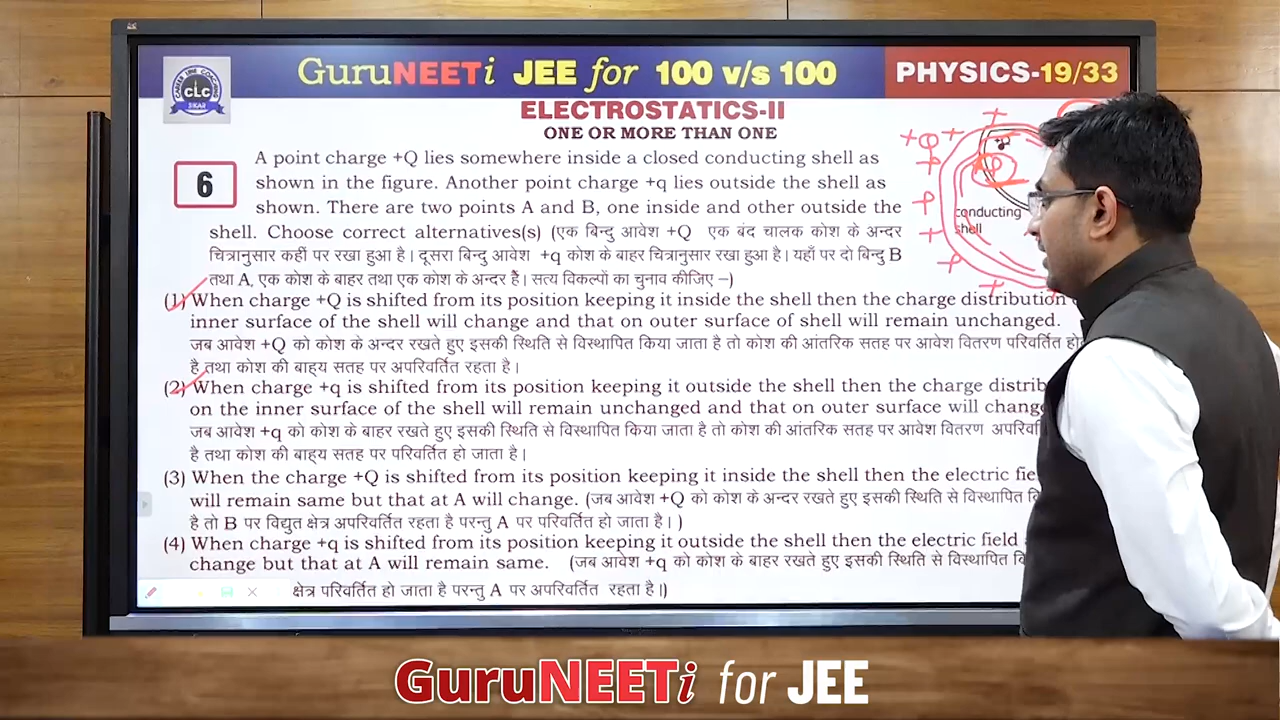 GuruNEETi JEE for 100 v/s 100
PHYSICS-19/33
CAREER LINE COACHING
CLC
SIKAR
ELECTROSTATICS-II
ONE OR MORE THAN ONE
6
A point charge +Q lies somewhere inside a closed conducting shell as
shown in the figure. Another point charge +q lies outside the shell as
shown. There are two points A and B, one inside and other outside the
shell. Choose correct alternatives(s) (एक बिन्दु आवेश +Q एक बंद चालक कोश के अन्दर
चित्रानुसार कहीं पर रखा हुआ है। दूसरा बिन्दु आवेश +q कोश के बाहर चित्रानुसार रखा हुआ है। यहाँ पर दो बिन्दु B
तथा A, एक कोश के बाहर तथा एक कोश के अन्दर है। सत्य विकल्पों का चुनाव कीजिए –)
conducting
shell
+Q
(1) When charge +Q is shifted from its position keeping it inside the shell then the charge distribution
inner surface of the shell will change and that on outer surface of shell will remain unchanged.
जब आवेश +Q को कोश के अन्दर रखते हुए इसकी स्थिति से विस्थापित किया जाता है तो कोश की आंतरिक सतह पर आवेश वितरण परिवर्तित
है तथा कोश की बाह्य सतह पर अपरिवर्तित रहता है।
(2) When charge +q is shifted from its position keeping it outside the shell then the charge distrib
on the inner surface of the shell will remain unchanged and that on outer surface will change
जब आवेश +q को कोश के बाहर रखते हुए इसकी स्थिति से विस्थापित किया जाता है तो कोश की आंतरिक सतह पर आवेश वितरण
है तथा कोश की बाह्य सतह पर परिवर्तित हो जाता है।
(3) When the charge +Q is shifted from its position keeping it inside the shell then the electric fie
will remain same but that at A will change. (जब आवेश +Q को कोश के अन्दर रखते हुए इसकी स्थिति से विस्थापित
है तो B पर विद्युत क्षेत्र अपरिवर्तित रहता है परन्तु A पर परिवर्तित हो जाता है। )
(4) When charge +q is shifted from its position keeping it outside the shell then the electric field
change but that at A will remain same. (जब आवेश +q को कोश के बाहर रखते हुए इसकी स्थिति से विस्थापित
क्षेत्र परिवर्तित हो जाता है परन्तु A पर अपरिवर्तित रहता है।)
GuruNEETi for JEE